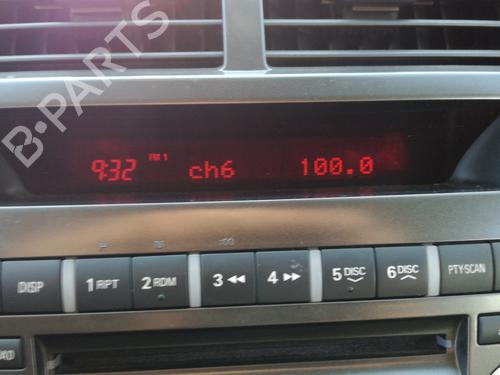 B-PARTS
9:32 FM1 ch6 100.0
DISP 1 RPT 2 RDM 3 ◀◀ 4 ▶▶ 5 DISC 6 DISC PTY-SCAN